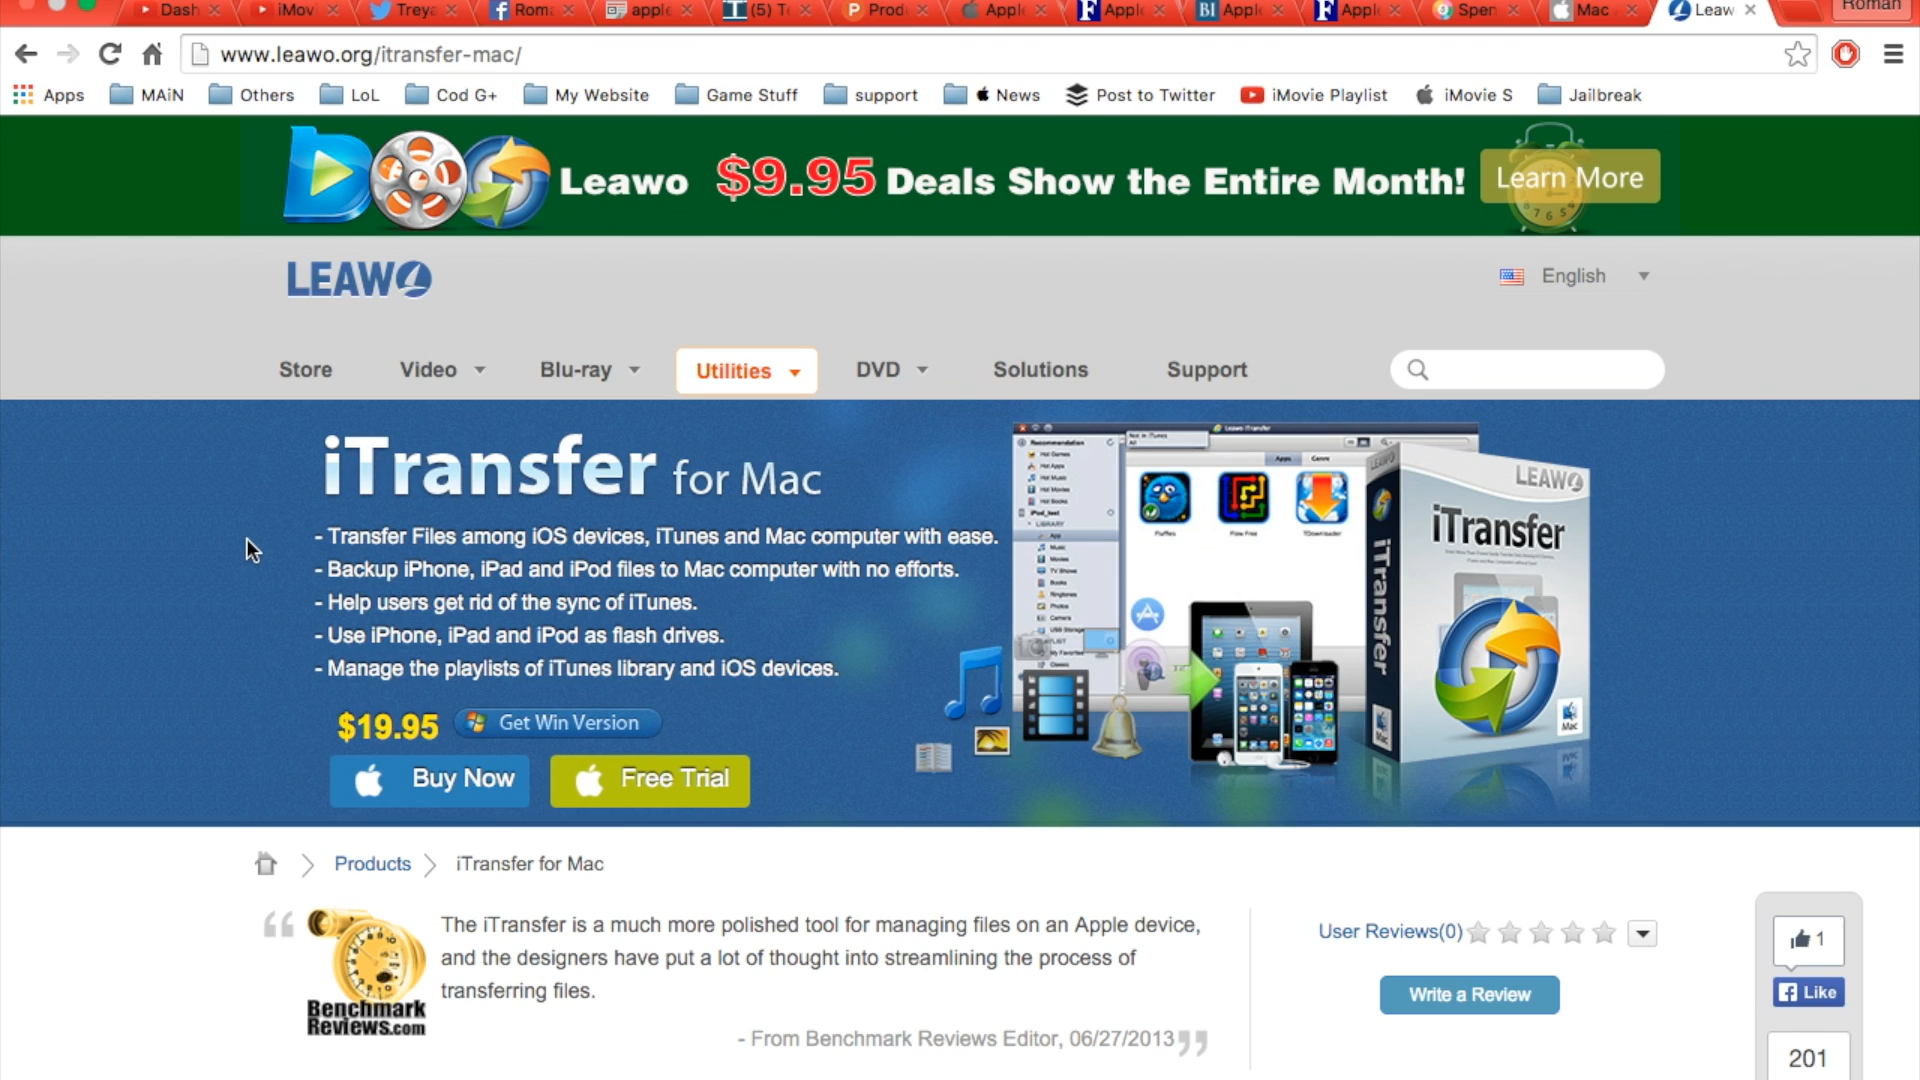 Dash
iMovi
Treya
Roma
apple
(5) T
Prod
Apple
Apple
BI Apple
Apple
Spen
Mac
Leaw
Roman
www.leawo.org/itransfer-mac/
Apps
MAiN
Others
LoL
Cod G+
My Website
Game Stuff
support
News
Post to Twitter
iMovie Playlist
iMovie S
Jailbreak
Leawo $9.95 Deals Show the Entire Month!
Learn More
LEAWO
English
Store
Video
Blu-ray
Utilities
DVD
Solutions
Support
iTransfer for Mac
- Transfer Files among iOS devices, iTunes and Mac computer with ease.
- Backup iPhone, iPad and iPod files to Mac computer with no efforts.
- Help users get rid of the sync of iTunes.
- Use iPhone, iPad and iPod as flash drives.
- Manage the playlists of iTunes library and iOS devices.
$19.95
Get Win Version
Buy Now
Free Trial
LEAWO
iTransfer
iTransfer
Mac
Mac
Products
iTransfer for Mac
The iTransfer is a much more polished tool for managing files on an Apple device,
and the designers have put a lot of thought into streamlining the process of
transferring files.
Benchmark
Reviews.com
- From Benchmark Reviews Editor, 06/27/2013
User Reviews(0)
Write a Review
1
Like
201